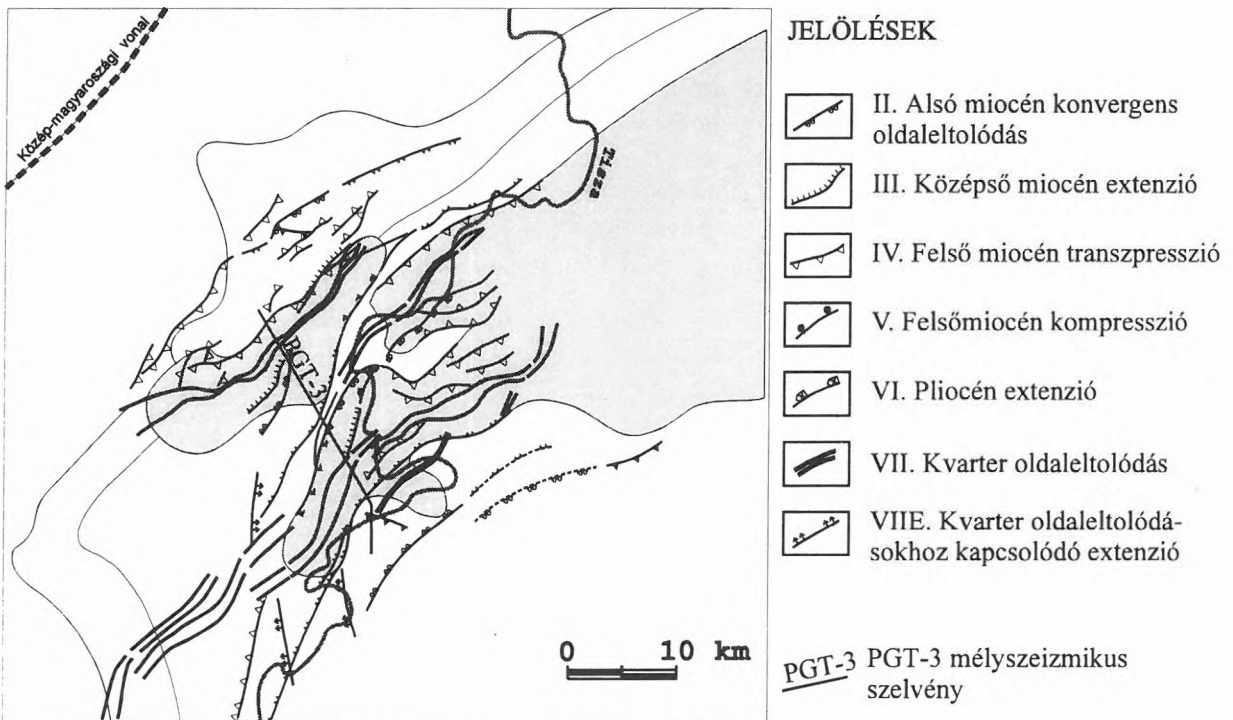 Közép-magyaroszági vonal
Tisza
PGT-3
0 10 km
JELÖLÉSEK
II. Alsó miocén konvergens
oldaleltolódás
III. Középső miocén extenzió
IV. Felső miocén transzpresszió
V. Felsőmiocén kompresszió
VI. Pliocén extenzió
VII. Kvarter oldaleltolódás
VIIE. Kvarter oldaleltolódá-
sokhoz kapcsolódó extenzió
PGT-3 PGT-3 mélyszeizmikus
szelvény